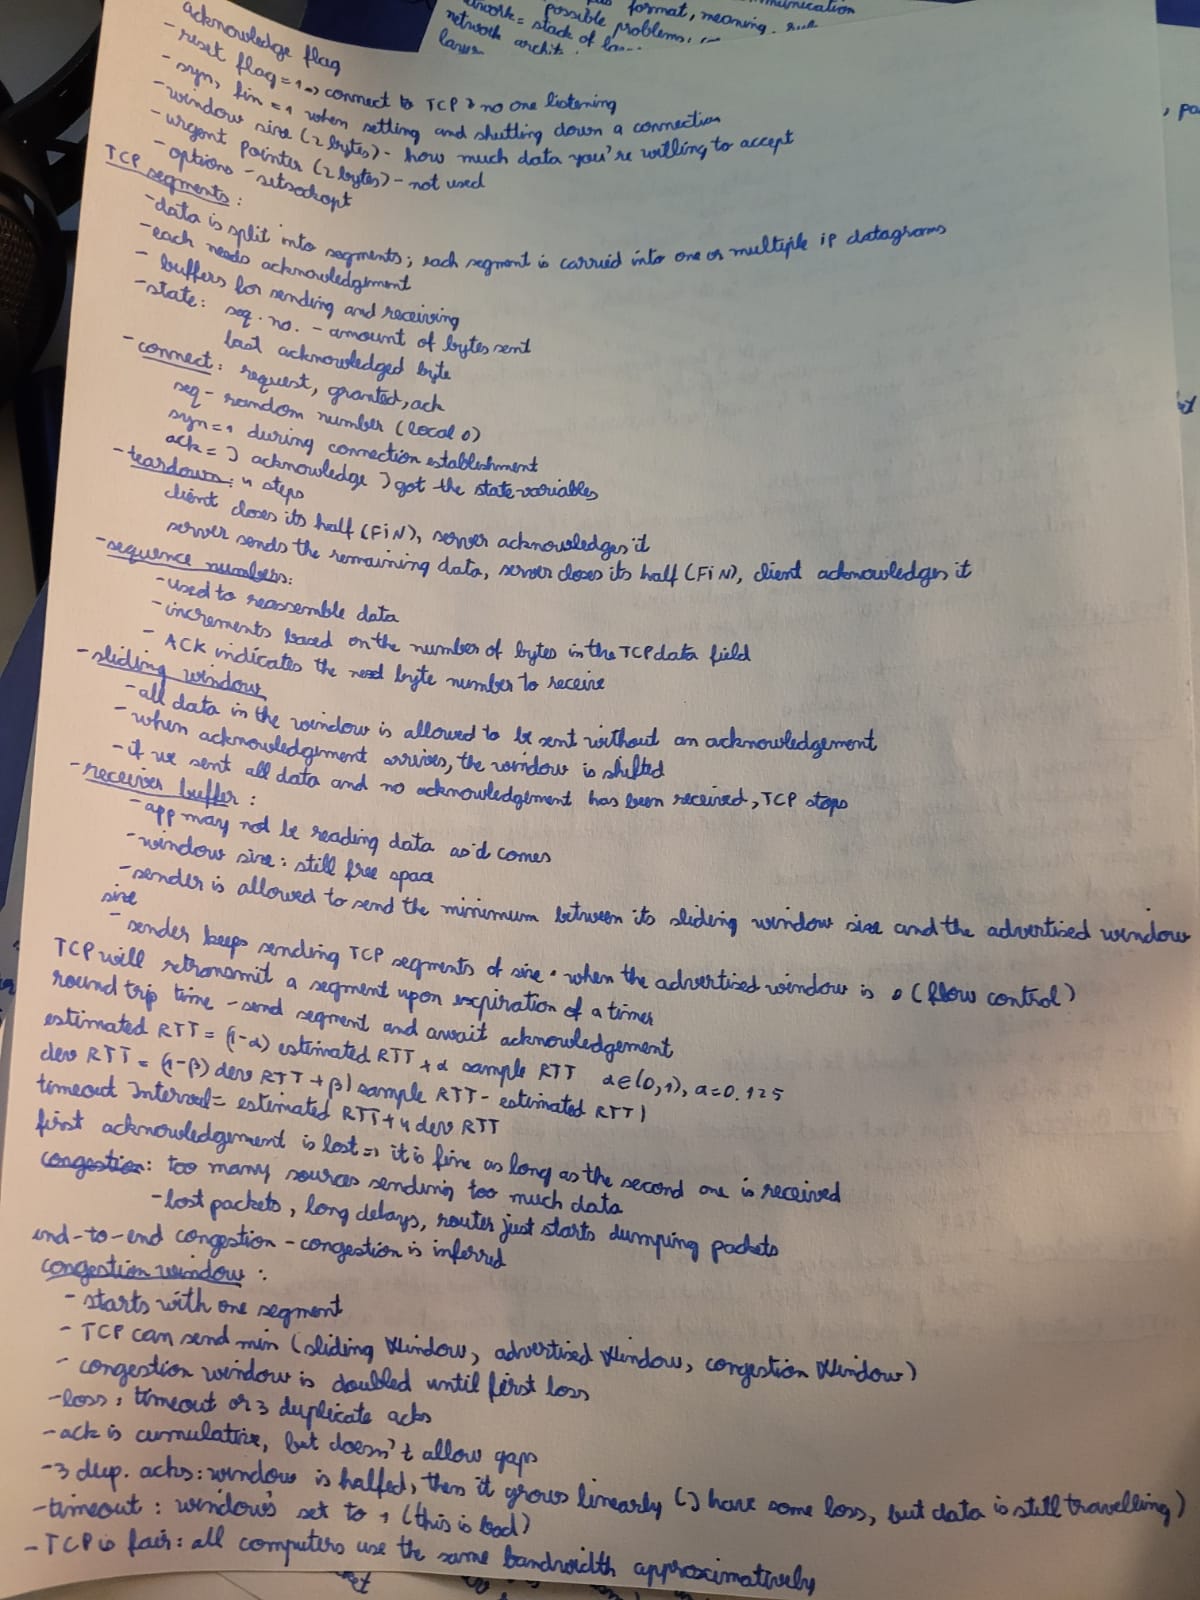 munication
format, meaning,
possible problems,
network = stack of
network archit.
acknowledge flag
- reset flag = 1 => connect to TCP & no one listening
- syn, fin = 1 when setting and shutting down a connection
- window size (2 bytes) - how much data you're willing to accept
- urgent pointer (2 bytes) - not used
- options - setsockopt
TCP segments:
- data is split into segments; each segment is carried into one or multiple ip datagrams
- each needs acknowledgement
- buffers for sending and receiving
- state: seq. no. - amount of bytes sent
last acknowledged byte
- connect: request, granted, ack
seq - random number (local 0)
syn = 1 during connection establishment
ack = I acknowledge I got the state variables
- teardown: 4 steps
client closes its half (FIN), server acknowledges it
server sends the remaining data, server closes its half (FIN), client acknowledges it
- sequence numbers:
- used to reassemble data
- increments based on the number of bytes in the TCP data field
- ACK indicates the next byte number to receive
- sliding window
- all data in the window is allowed to be sent without an acknowledgement
- when acknowledgement arrives, the window is shifted
- if we sent all data and no acknowledgement has been received, TCP stops
- receiver buffer:
- app may not be reading data as'd comes
- window size: still free space
- sender is allowed to send the minimum between its sliding window size and the advertised window
size
- sender keeps sending TCP segments of size when the advertised window is 0 (flow control)
TCP will retransmit a segment upon expiration of a timer
round trip time - send segment and await acknowledgement
estimated RTT = (1-α) estimated RTT + α sample RTT α∈(0,1), α=0.125
dev RTT = (1-β) dev RTT + β|sample RTT - estimated RTT|
timeout Interval = estimated RTT + 4 dev RTT
first acknowledgement is lost => it is fine as long as the second one is received
congestion: too many sources sending too much data
- lost packets, long delays, router just starts dumping packets
end-to-end congestion - congestion is inferred
congestion window:
- starts with one segment
- TCP can send min (sliding Window, advertised Window, congestion Window)
- congestion window is doubled until first loss
- loss: timeout or 3 duplicate acks
- ack is cumulative, but doesn't allow gaps
- 3 dup. acks: window is halfed, then it grows linearly (I have some loss, but data is still travelling)
- timeout: window's set to 1 (this is bad)
- TCP is fair: all computers use the same bandwidth approximatively